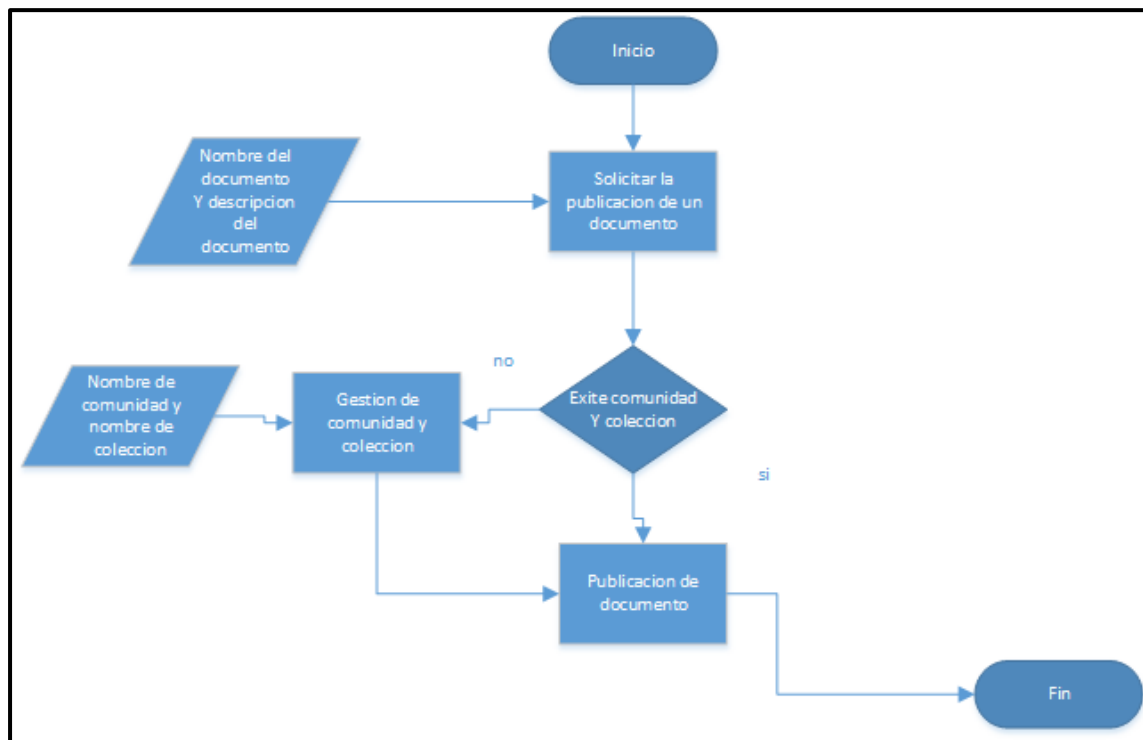 Inicio
Nombre del
documento
Y descripcion
del
documento
Solicitar la
publicacion de un
documento
no
Nombre de
comunidad y
nombre de
coleccion
Gestion de
comunidad y
coleccion
Exite comunidad
Y coleccion
si
Publicacion de
documento
Fin